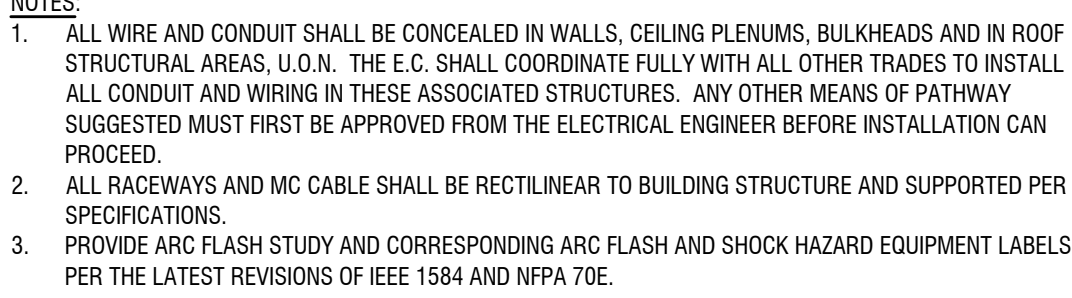 NOTES:
1. ALL WIRE AND CONDUIT SHALL BE CONCEALED IN WALLS, CEILING PLENUMS, BULKHEADS AND IN ROOF
STRUCTURAL AREAS, U.O.N. THE E.C. SHALL COORDINATE FULLY WITH ALL OTHER TRADES TO INSTALL
ALL CONDUIT AND WIRING IN THESE ASSOCIATED STRUCTURES. ANY OTHER MEANS OF PATHWAY
SUGGESTED MUST FIRST BE APPROVED FROM THE ELECTRICAL ENGINEER BEFORE INSTALLATION CAN
PROCEED.
2. ALL RACEWAYS AND MC CABLE SHALL BE RECTILINEAR TO BUILDING STRUCTURE AND SUPPORTED PER
SPECIFICATIONS.
3. PROVIDE ARC FLASH STUDY AND CORRESPONDING ARC FLASH AND SHOCK HAZARD EQUIPMENT LABELS
PER THE LATEST REVISIONS OF IEEE 1584 AND NFPA 70E.